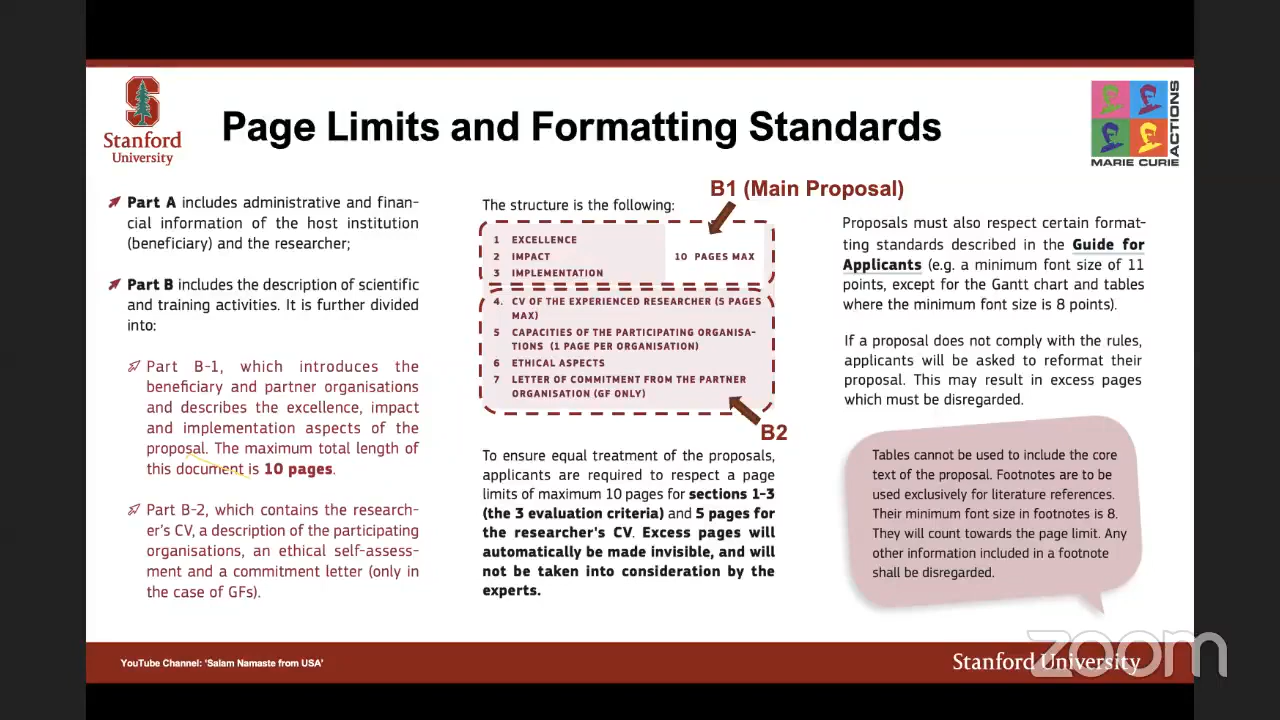 Stanford
University
Page Limits and Formatting Standards
MARIE CURIE
ACTIONS
Part A includes administrative and finan-
cial information of the host institution
(beneficiary) and the researcher;
Part B includes the description of scientific
and training activities. It is further divided
into:
Part B-1, which introduces the
beneficiary and partner organisations
and describes the excellence, impact
and implementation aspects of the
proposal. The maximum total length of
this document is 10 pages.
Part B-2, which contains the research-
er's CV, a description of the participating
organisations, an ethical self-assess-
ment and a commitment letter (only in
the case of GFs).
B1 (Main Proposal)
The structure is the following:
1 EXCELLENCE
2 IMPACT
3 IMPLEMENTATION
10 PAGES MAX
4. CV OF THE EXPERIENCED RESEARCHER (5 PAGES
MAX)
5 CAPACITIES OF THE PARTICIPATING ORGANISA-
TIONS (1 PAGE PER ORGANISATION)
6 ETHICAL ASPECTS
7 LETTER OF COMMITMENT FROM THE PARTNER
ORGANISATION (GF ONLY)
B2
To ensure equal treatment of the proposals,
applicants are required to respect a page
limits of maximum 10 pages for sections 1-3
(the 3 evaluation criteria) and 5 pages for
the researcher's CV. Excess pages will
automatically be made invisible, and will
not be taken into consideration by the
experts.
Proposals must also respect certain format-
ting standards described in the Guide for
Applicants (e.g. a minimum font size of 11
points, except for the Gantt chart and tables
where the minimum font size is 8 points).
If a proposal does not comply with the rules,
applicants will be asked to reformat their
proposal. This may result in excess pages
which must be disregarded.
Tables cannot be used to include the core
text of the proposal. Footnotes are to be
used exclusively for literature references.
Their minimum font size in footnotes is 8.
They will count towards the page limit. Any
other information included in a footnote
shall be disregarded.
YouTube Channel: 'Salam Namaste from USA'
Stanford University
zoom